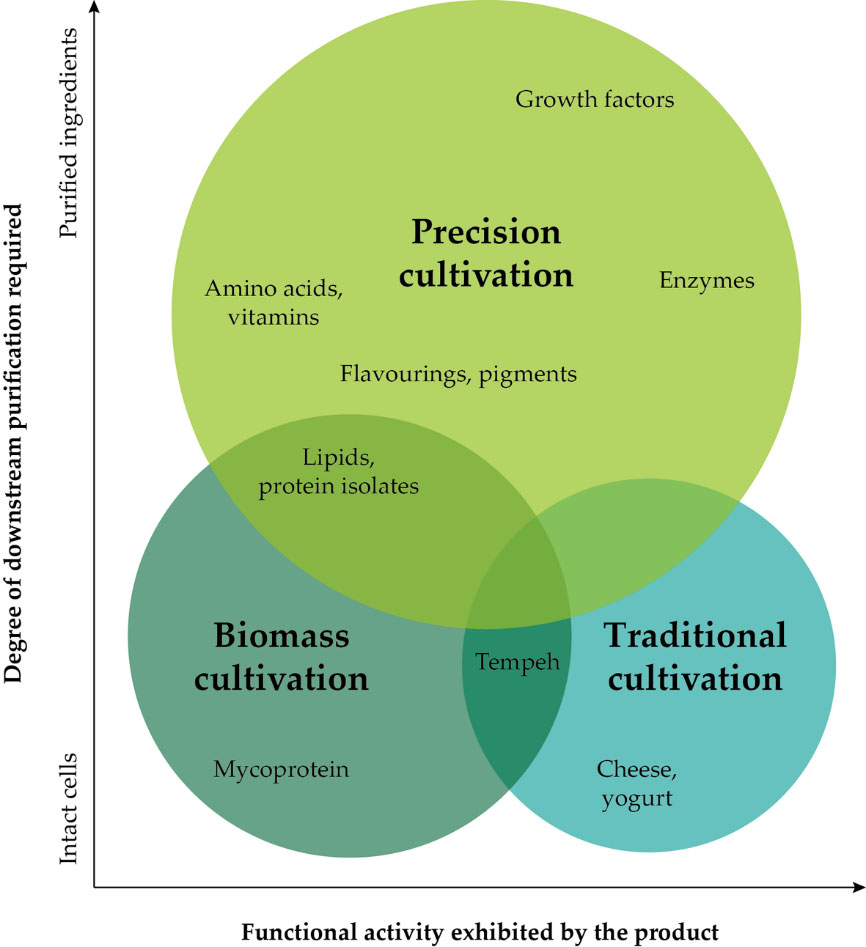 Degree of downstream purification required
Purified ingredients
Intact cells
Growth factors
Precision
cultivation
Enzymes
Amino acids,
vitamins
Flavourings, pigments
Lipids,
protein isolates
Biomass
cultivation
Tempeh
Traditional
cultivation
Mycoprotein
Cheese,
yogurt
Functional activity exhibited by the product